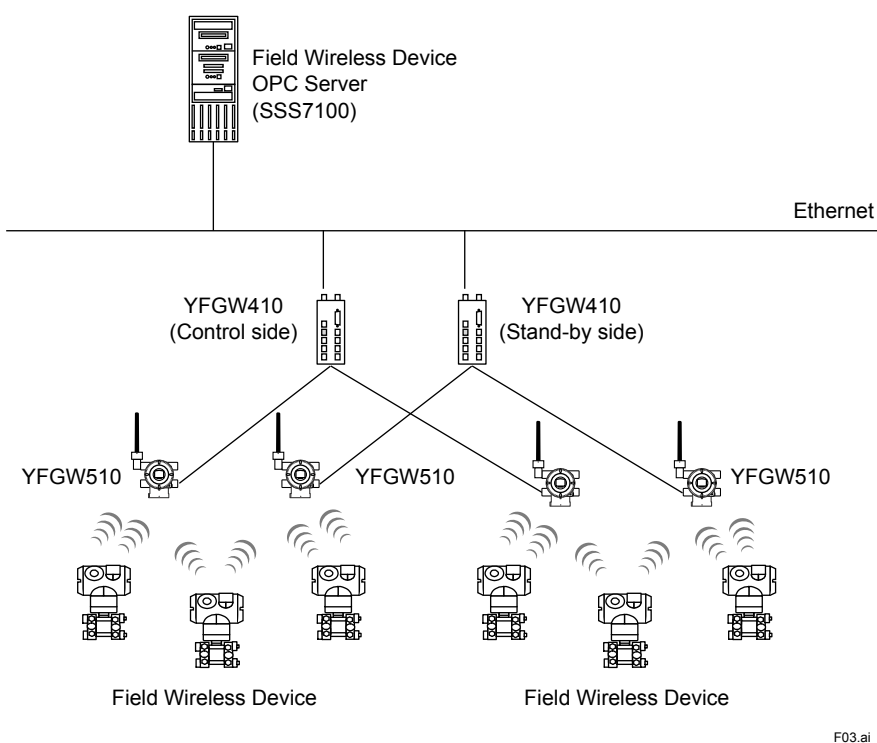 Field Wireless Device
OPC Server
(SSS7100)
Ethernet
YFGW410
(Control side)
YFGW410
(Stand-by side)
YFGW510
YFGW510
YFGW510
Field Wireless Device
Field Wireless Device
F03.ai